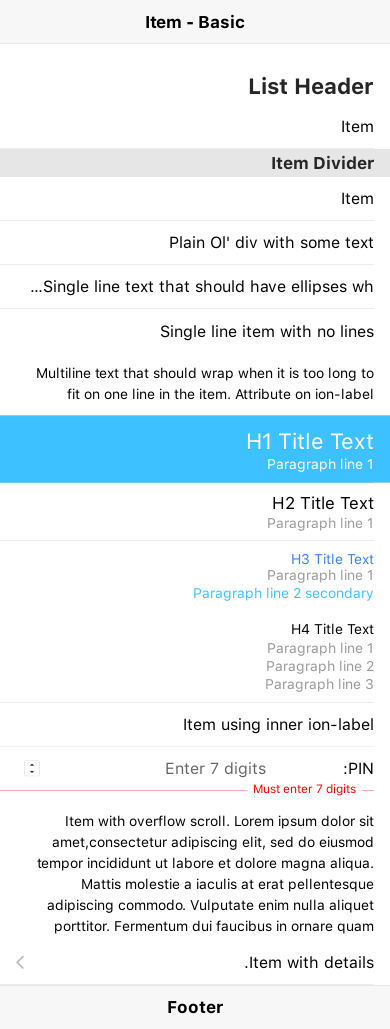 Item - Basic
List Header
Item
Item Divider
Item
Plain Ol' div with some text
...Single line text that should have ellipses wh
Single line item with no lines
Multiline text that should wrap when it is too long to
fit on one line in the item. Attribute on ion-label
H1 Title Text
Paragraph line 1
H2 Title Text
Paragraph line 1
H3 Title Text
Paragraph line 1
Paragraph line 2 secondary
H4 Title Text
Paragraph line 1
Paragraph line 2
Paragraph line 3
Item using inner ion-label
:PIN Enter 7 digits
Must enter 7 digits
Item with overflow scroll. Lorem ipsum dolor sit
amet,consectetur adipiscing elit, sed do eiusmod
tempor incididunt ut labore et dolore magna aliqua.
Mattis molestie a iaculis at erat pellentesque
adipiscing commodo. Vulputate enim nulla aliquet
porttitor. Fermentum dui faucibus in ornare quam
.Item with details
Footer